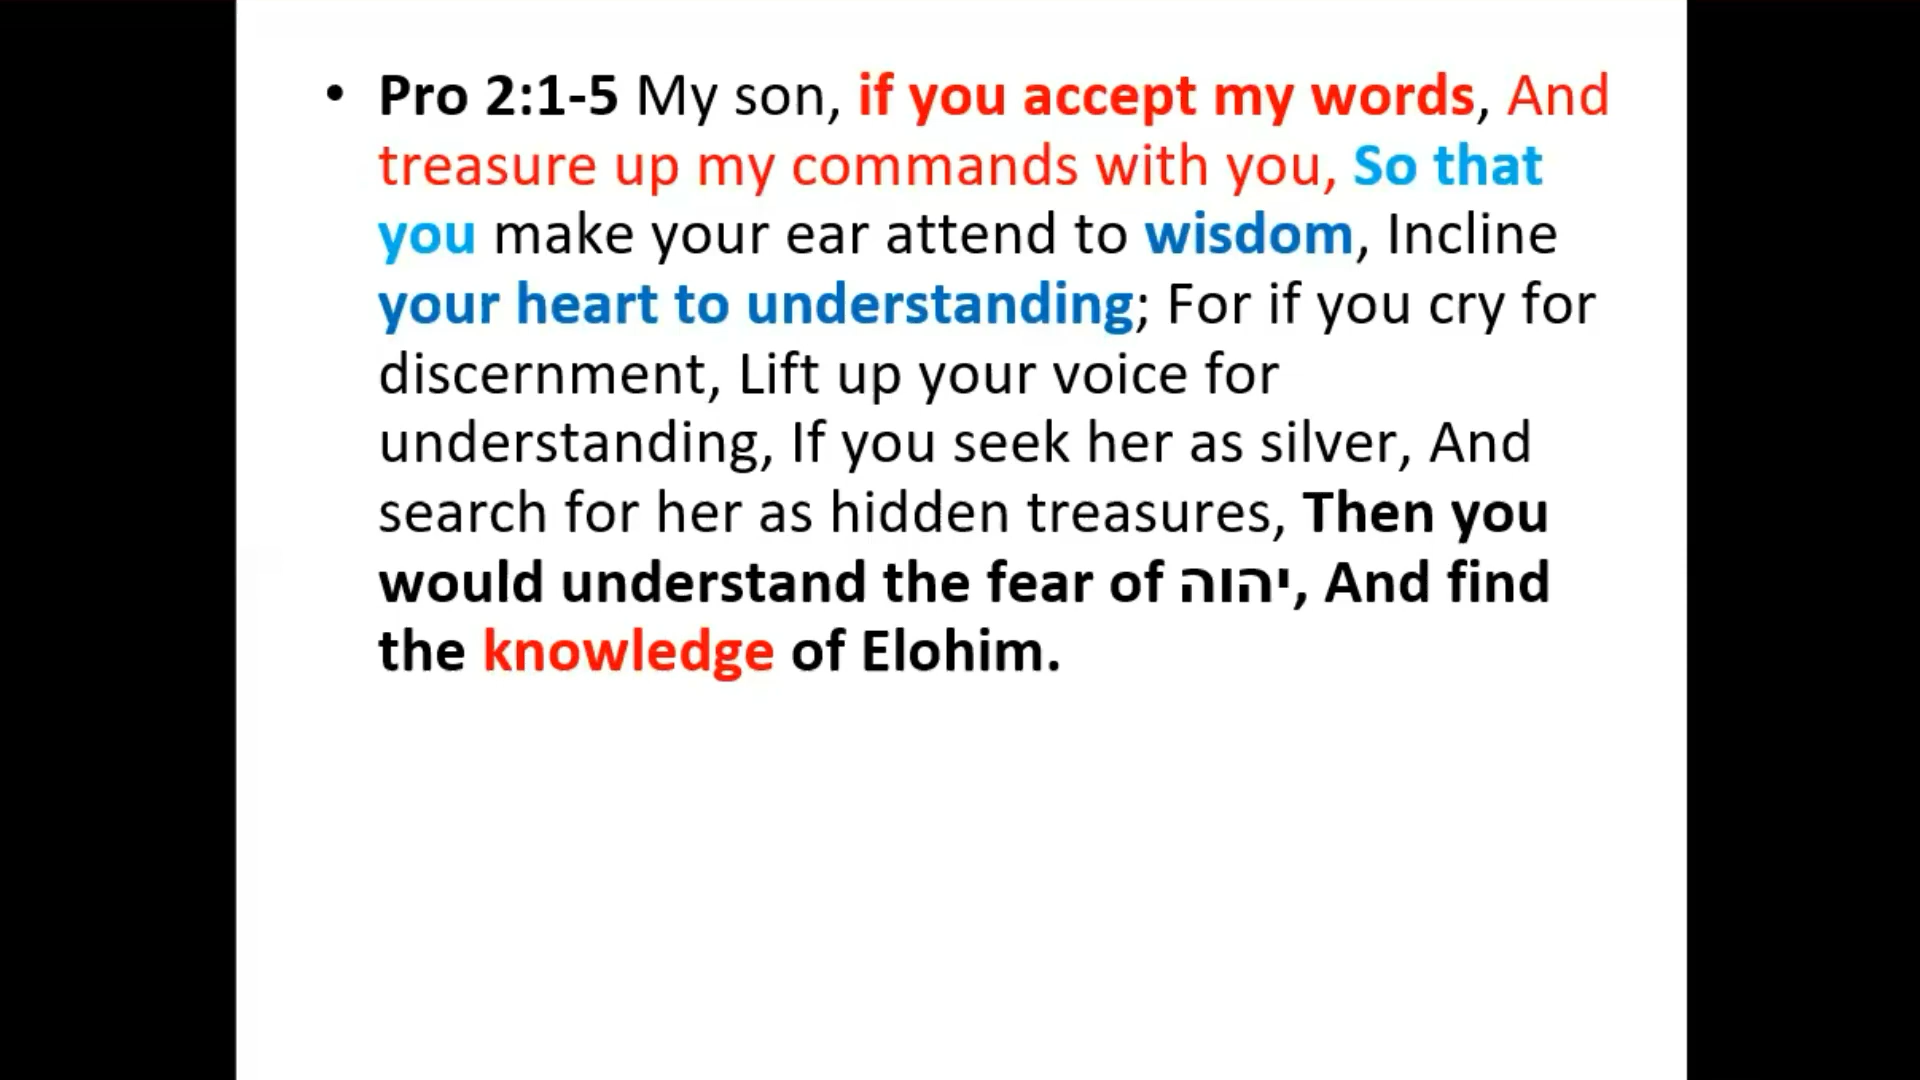 • Pro 2:1-5 My son, if you accept my words, And
treasure up my commands with you, So that
you make your ear attend to wisdom, Incline
your heart to understanding; For if you cry for
discernment, Lift up your voice for
understanding, If you seek her as silver, And
search for her as hidden treasures, Then you
would understand the fear of יהוה, And find
the knowledge of Elohim.